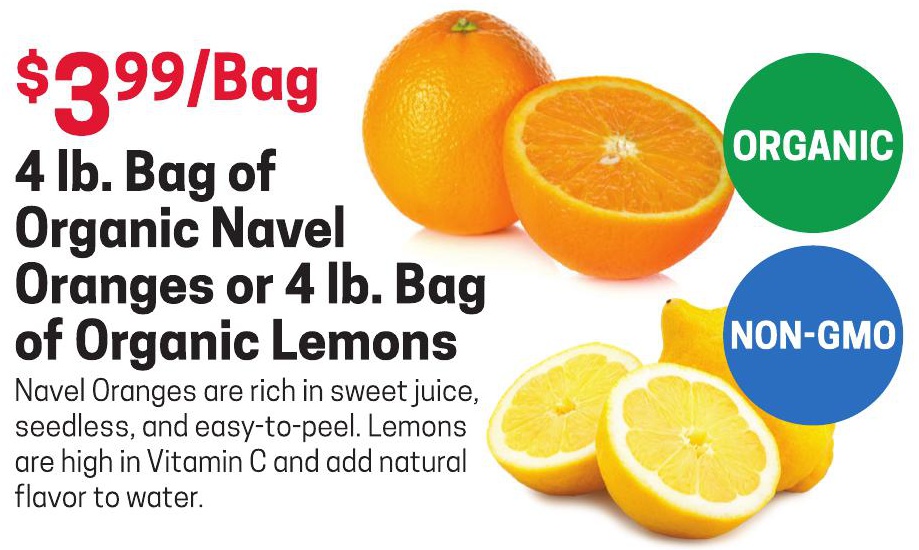 $3.99/Bag
4 lb. Bag of
Organic Navel
Oranges or 4 lb. Bag
of Organic Lemons
Navel Oranges are rich in sweet juice,
seedless, and easy-to-peel. Lemons
are high in Vitamin C and add natural
flavor to water.
ORGANIC
NON-GMO